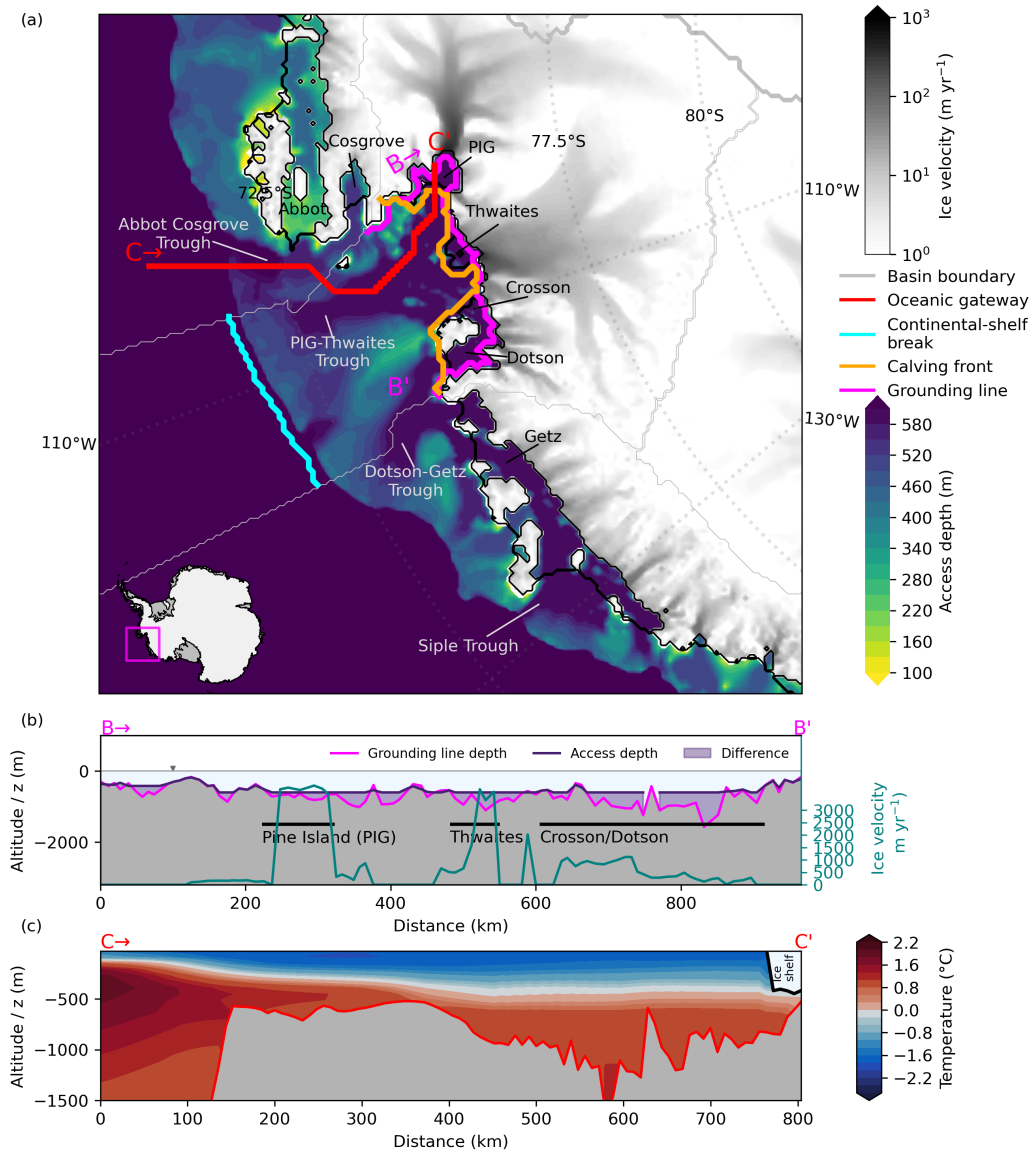 (a)
C'
B→
Cosgrove
PIG
77.5°S
80°S
72.5°S
Abbot
Thwaites
Abbot Cosgrove
Trough
C→
Crosson
PIG-Thwaites
Trough
Dotson
B'
Getz
Dotson-Getz
Trough
Siple Trough
110°W
110°W
130°W
10³
10²
10¹
10⁰
Ice velocity (m yr⁻¹)
Basin boundary
Oceanic gateway
Continental-shelf
break
Calving front
Grounding line
580
520
460
400
340
280
220
160
100
Access depth (m)
(b)
B→
B'
Grounding line depth
Access depth
Difference
0
−2000
Altitude / z (m)
Pine Island (PIG)
Thwaites
Crosson/Dotson
3000
2500
2000
1500
1000
500
0
Ice velocity
m yr⁻¹)
0
200
400
600
800
Distance (km)
(c)
C→
C'
Ice
shelf
−500
−1000
−1500
Altitude / z (m)
0
100
200
300
400
500
600
700
800
Distance (km)
2.2
1.6
0.8
0.0
−0.8
−1.6
−2.2
Temperature (°C)